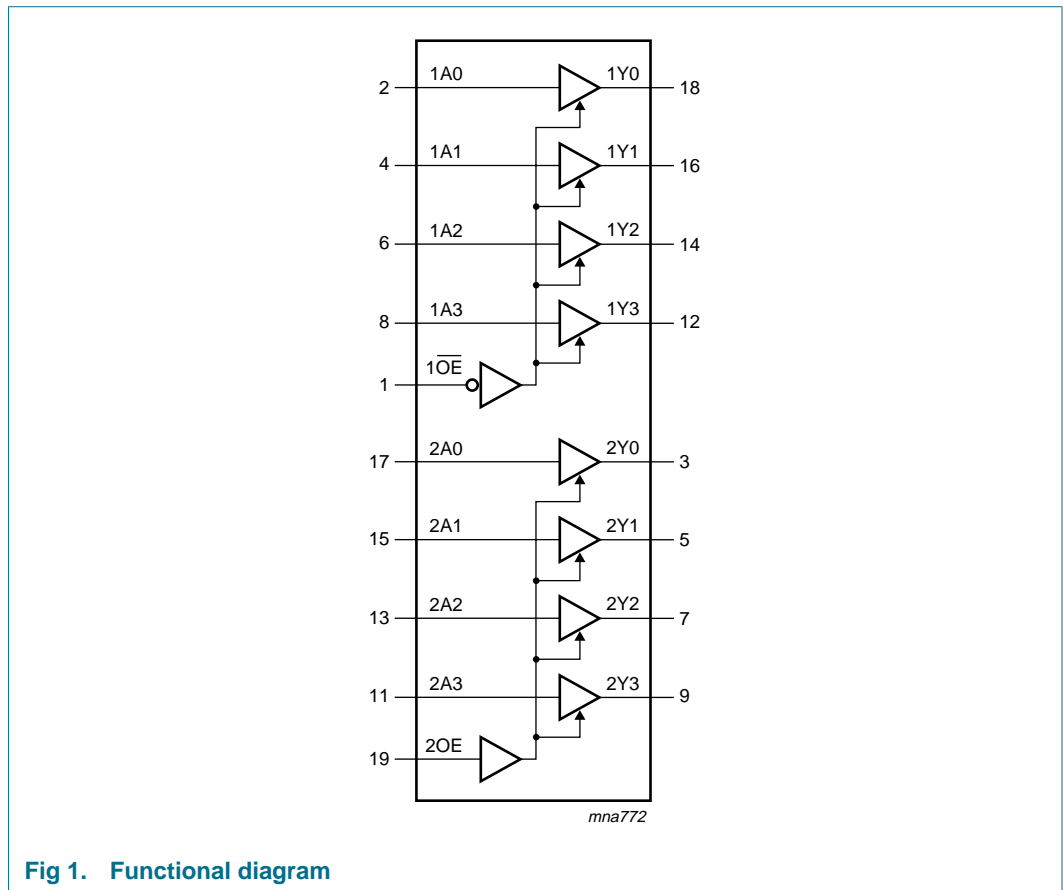 2 1A0 1Y0 18
4 1A1 1Y1 16
6 1A2 1Y2 14
8 1A3 1Y3 12
1 1O̅E̅
17 2A0 2Y0 3
15 2A1 2Y1 5
13 2A2 2Y2 7
11 2A3 2Y3 9
19 2OE
mna772
Fig 1. Functional diagram